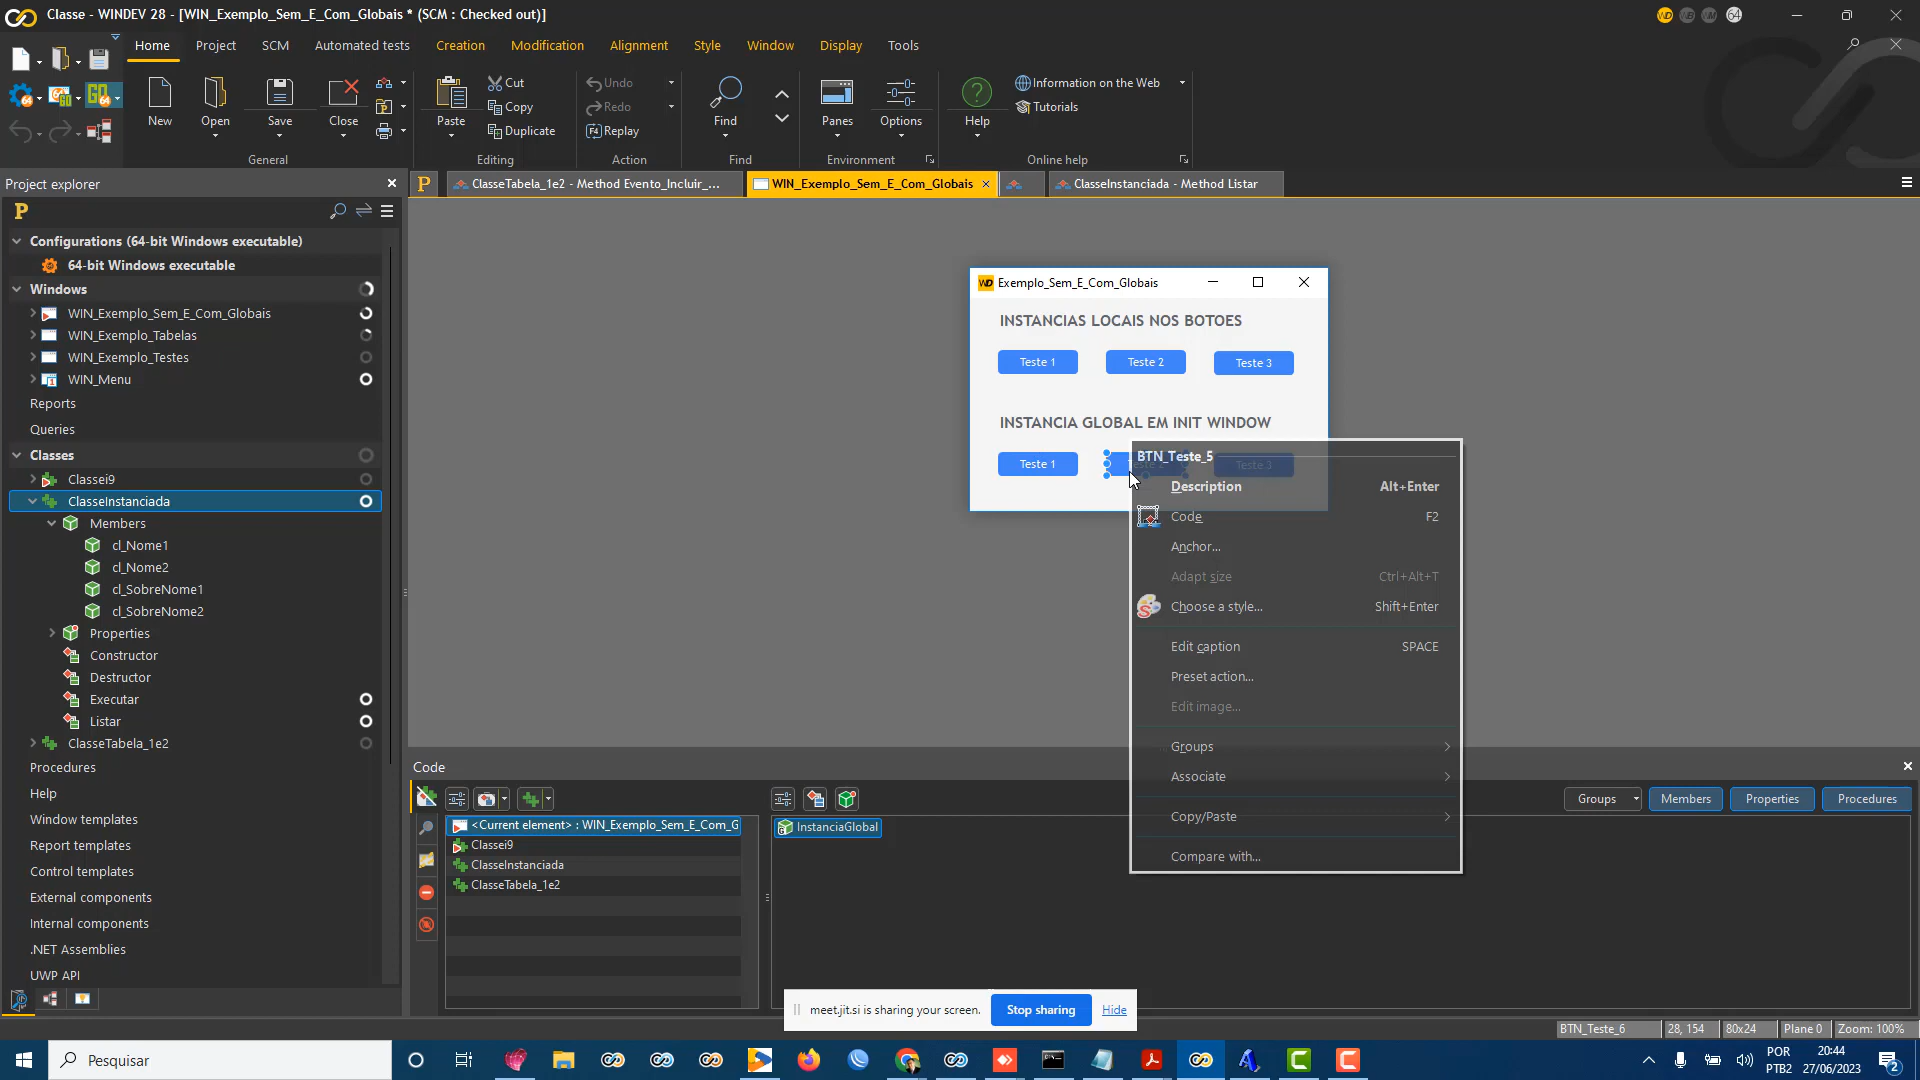 Classe - WINDEV 28 - [WIN_Exemplo_Sem_E_Com_Globais * (SCM : Checked out)]
WD WB WM 64
Home Project SCM Automated tests Creation Modification Alignment Style Window Display Tools
New Open Save Close
General
Paste Cut Copy Duplicate
Editing
Undo Redo F4 Replay
Action
Find
Find
Panes Options
Environment
Help Information on the Web Tutorials
Online help
Project explorer
P ClasseTabela_1e2 - Method Evento_Incluir_... WIN_Exemplo_Sem_E_Com_Globais ClasseInstanciada - Method Listar
P
Configurations (64-bit Windows executable)
64-bit Windows executable
Windows
WIN_Exemplo_Sem_E_Com_Globais
WIN_Exemplo_Tabelas
WIN_Exemplo_Testes
WIN_Menu
Reports
Queries
Classes
Classei9
ClasseInstanciada
Members
cl_Nome1
cl_Nome2
cl_SobreNome1
cl_SobreNome2
Properties
Constructor
Destructor
Executar
Listar
ClasseTabela_1e2
Procedures
Help
Window templates
Report templates
Control templates
External components
Internal components
.NET Assemblies
UWP API
WD Exemplo_Sem_E_Com_Globais
INSTANCIAS LOCAIS NOS BOTOES
Teste 1 Teste 2 Teste 3
INSTANCIA GLOBAL EM INIT WINDOW
Teste 1 Teste 3
BTN_Teste_5
Description Alt+Enter
Code F2
Anchor...
Adapt size Ctrl+Alt+T
Choose a style... Shift+Enter
Edit caption SPACE
Preset action...
Edit image...
Groups
Associate
Copy/Paste
Compare with...
Code
Groups Members Properties Procedures
<Current element> : WIN_Exemplo_Sem_E_Com_G
Classei9
ClasseInstanciada
ClasseTabela_1e2
InstanciaGlobal
meet.jit.si is sharing your screen. Stop sharing Hide
BTN_Teste_6 28, 154 80x24 Plane 0 Zoom: 100%
Pesquisar
POR
PTB2
20:44
27/06/2023
2